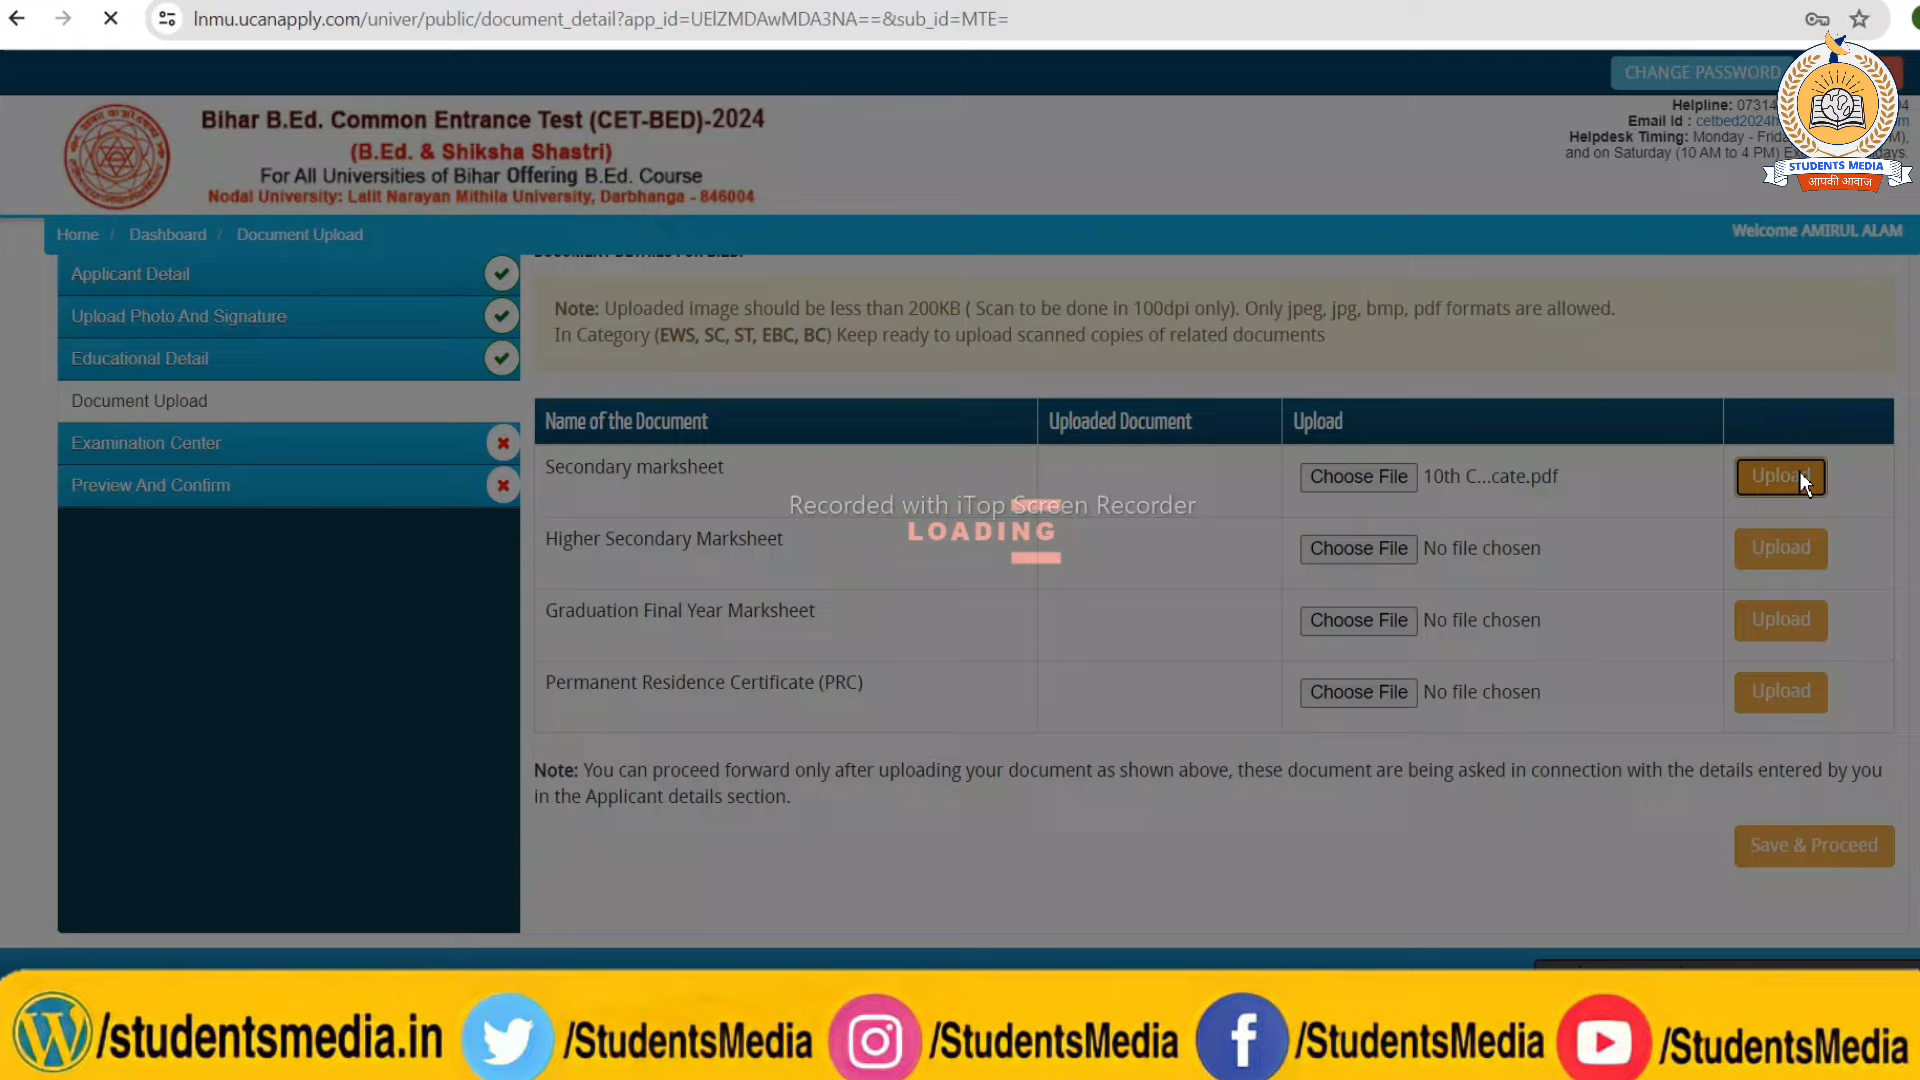 lnmu.ucanapply.com/univer/public/document_detail?app_id=UElZMDAwMDA3NA==&sub_id=MTE=
CHANGE PASSWORD
Bihar B.Ed. Common Entrance Test (CET-BED)-2024
(B.Ed. & Shiksha Shastri)
For All Universities of Bihar Offering B.Ed. Course
Nodal University: Lalit Narayan Mithila University, Darbhanga - 846004
Helpline: 07314
Email Id : cetbed2024
Helpdesk Timing: Monday -
and on Saturday (10 AM to 4 PM)
STUDENTS MEDIA
आपकी आवाज़
Home / Dashboard / Document Upload
Welcome AMIRUL ALAM
Applicant Detail
Upload Photo And Signature
Educational Detail
Document Upload
Examination Center
Preview And Confirm
Note: Uploaded image should be less than 200KB ( Scan to be done in 100dpi only). Only jpeg, jpg, bmp, pdf formats are allowed.
In Category (EWS, SC, ST, EBC, BC) Keep ready to upload scanned copies of related documents
Name of the Document Uploaded Document Upload
Secondary marksheet Choose File 10th C...cate.pdf Upload
Recorded with iTop Screen Recorder
LOADING
Higher Secondary Marksheet Choose File No file chosen Upload
Graduation Final Year Marksheet Choose File No file chosen Upload
Permanent Residence Certificate (PRC) Choose File No file chosen Upload
Note: You can proceed forward only after uploading your document as shown above, these document are being asked in connection with the details entered by you
in the Applicant details section.
Save & Proceed
/studentsmedia.in /StudentsMedia /StudentsMedia /StudentsMedia /StudentsMedia